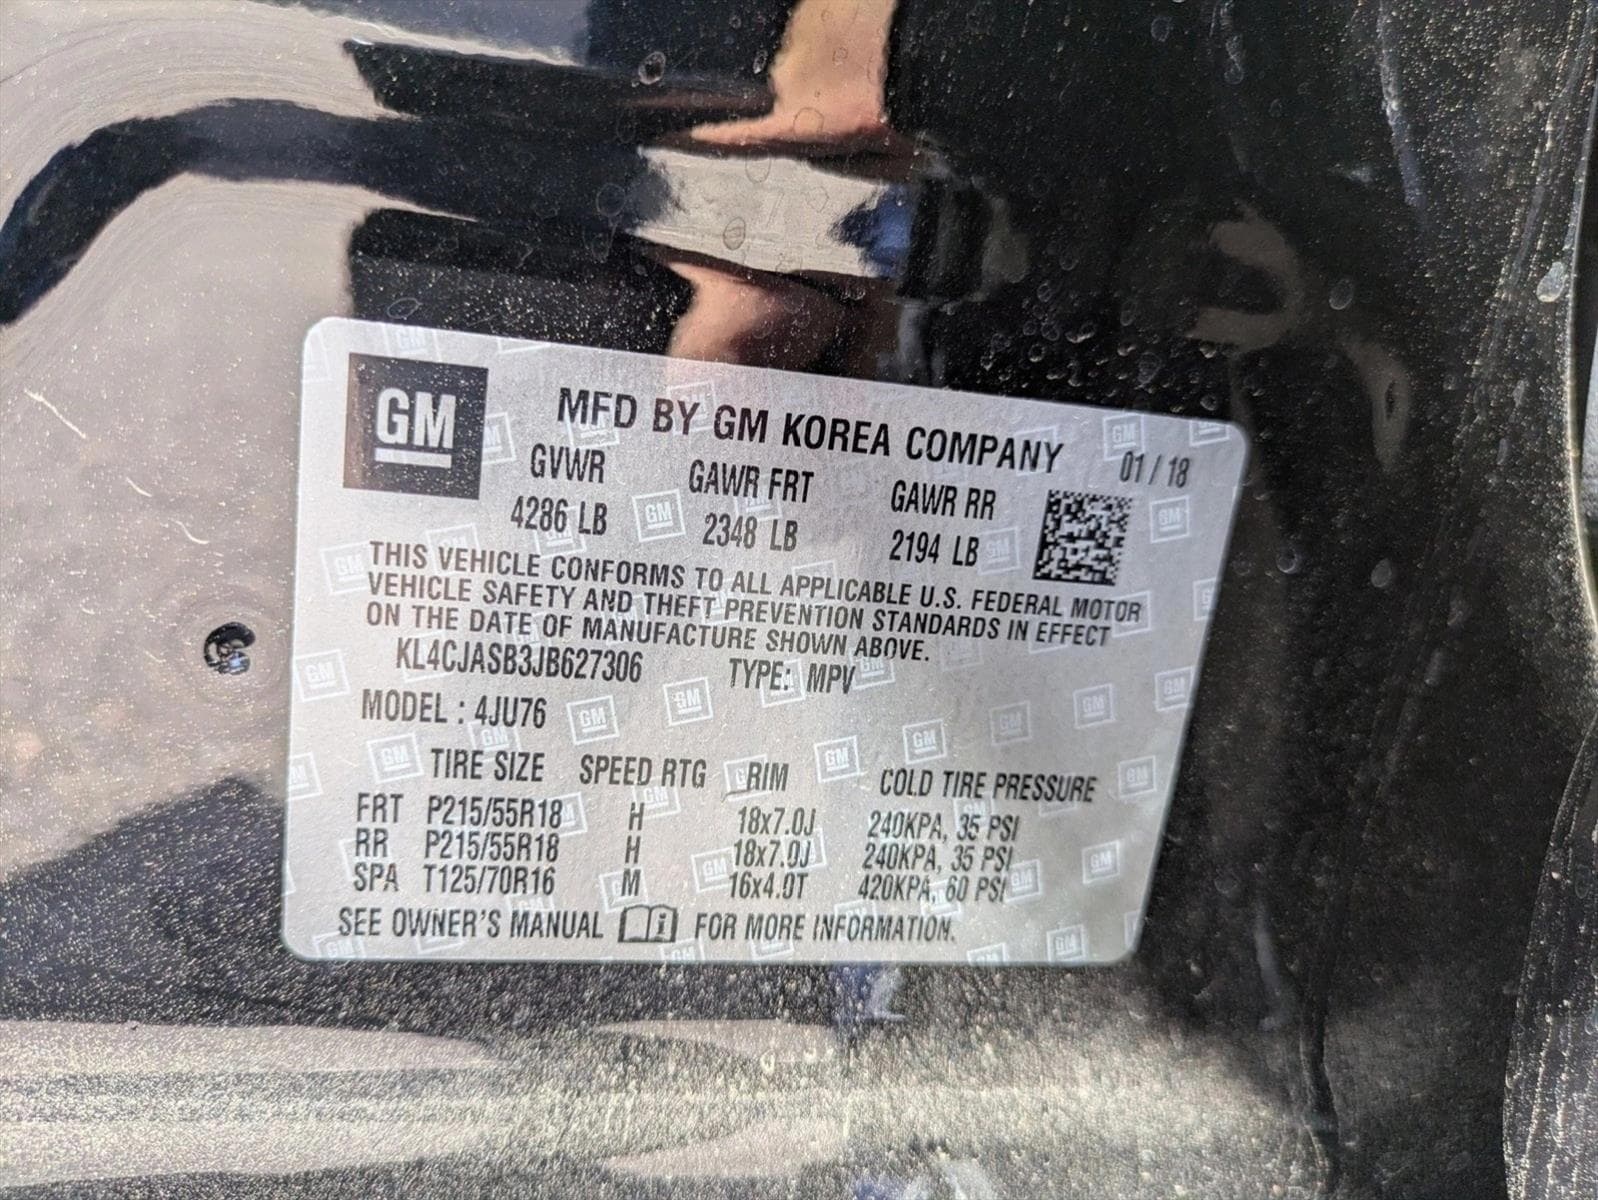 GM
MFD BY GM KOREA COMPANY 01 / 18
GVWR GAWR FRT GAWR RR
4286 LB 2348 LB 2194 LB
THIS VEHICLE CONFORMS TO ALL APPLICABLE U.S. FEDERAL MOTOR
VEHICLE SAFETY AND THEFT PREVENTION STANDARDS IN EFFECT
ON THE DATE OF MANUFACTURE SHOWN ABOVE.
KL4CJASB3JB627306 TYPE: MPV
MODEL : 4JU76
TIRE SIZE SPEED RTG RIM COLD TIRE PRESSURE
FRT P215/55R18 H 18x7.0J 240KPA, 35 PSI
RR P215/55R18 H 18x7.0J 240KPA, 35 PSI
SPA T125/70R16 M 16x4.0T 420KPA, 60 PSI
SEE OWNER'S MANUAL i FOR MORE INFORMATION.